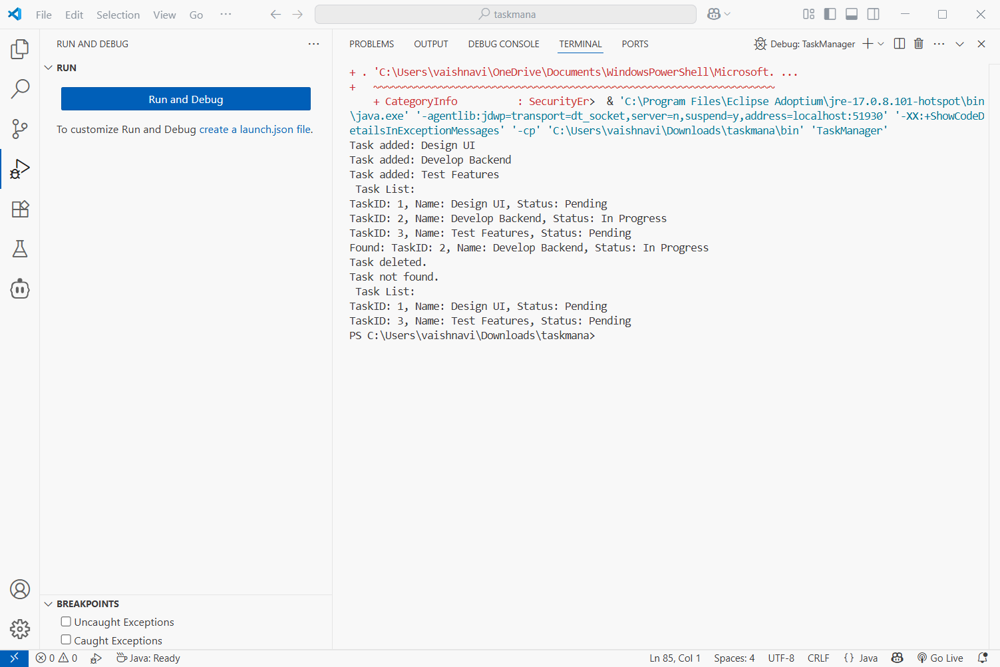 File Edit Selection View Go ··· taskmana
RUN AND DEBUG ···
RUN
Run and Debug
To customize Run and Debug create a launch.json file.
BREAKPOINTS
Uncaught Exceptions
Caught Exceptions
PROBLEMS OUTPUT DEBUG CONSOLE TERMINAL PORTS Debug: TaskManager ···
+ . 'C:\Users\vaishnavi\OneDrive\Documents\WindowsPowerShell\Microsoft. ...
+ ~~~~~~~~~~~~~~~~~~~~~~~~~~~~~~~~~~~~~~~~~~~~~~~~~~~~~~~~~~~~~~~~~~~
+ CategoryInfo : SecurityEr> & 'C:\Program Files\Eclipse Adoptium\jre-17.0.8.101-hotspot\bin
\java.exe' '-agentlib:jdwp=transport=dt_socket,server=n,suspend=y,address=localhost:51930' '-XX:+ShowCodeD
etailsInExceptionMessages' '-cp' 'C:\Users\vaishnavi\Downloads\taskmana\bin' 'TaskManager'
Task added: Design UI
Task added: Develop Backend
Task added: Test Features
Task List:
TaskID: 1, Name: Design UI, Status: Pending
TaskID: 2, Name: Develop Backend, Status: In Progress
TaskID: 3, Name: Test Features, Status: Pending
Found: TaskID: 2, Name: Develop Backend, Status: In Progress
Task deleted.
Task not found.
Task List:
TaskID: 1, Name: Design UI, Status: Pending
TaskID: 3, Name: Test Features, Status: Pending
PS C:\Users\vaishnavi\Downloads\taskmana>
0 0 Java: Ready Ln 85, Col 1 Spaces: 4 UTF-8 CRLF {} Java Go Live